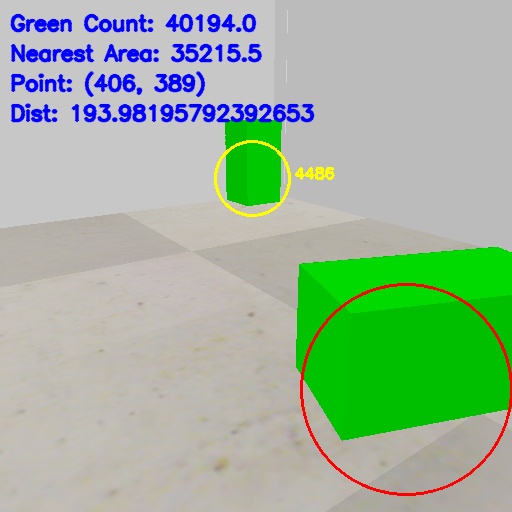 Green Count: 40194.0
Nearest Area: 35215.5
Point: (406, 389)
Dist: 193.98195792392653
4486